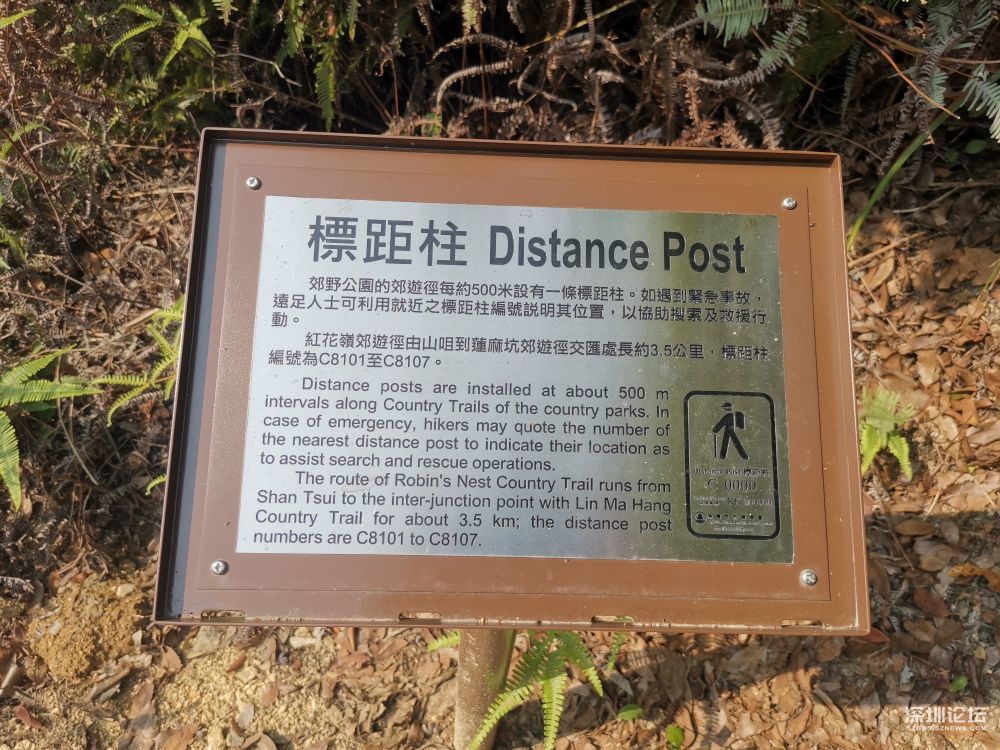 標距柱 Distance Post
郊野公園的郊遊徑每約500米設有一條標距柱。如遇到緊急事故，
遠足人士可利用就近之標距柱編號説明其位置，以協助搜索及救援行
動。
紅花嶺郊遊徑由山咀到蓮麻坑郊遊徑交匯處長約3.5公里，標距柱
編號為C8101至C8107。
Distance posts are installed at about 500 m
intervals along Country Trails of the country parks. In
case of emergency, hikers may quote the number of
the nearest distance post to indicate their location as
to assist search and rescue operations.
The route of Robin's Nest Country Trail runs from
Shan Tsui to the inter-junction point with Lin Ma Hang
Country Trail for about 3.5 km; the distance post
numbers are C8101 to C8107.
Distance Post 標距柱
C 0000
深圳论坛